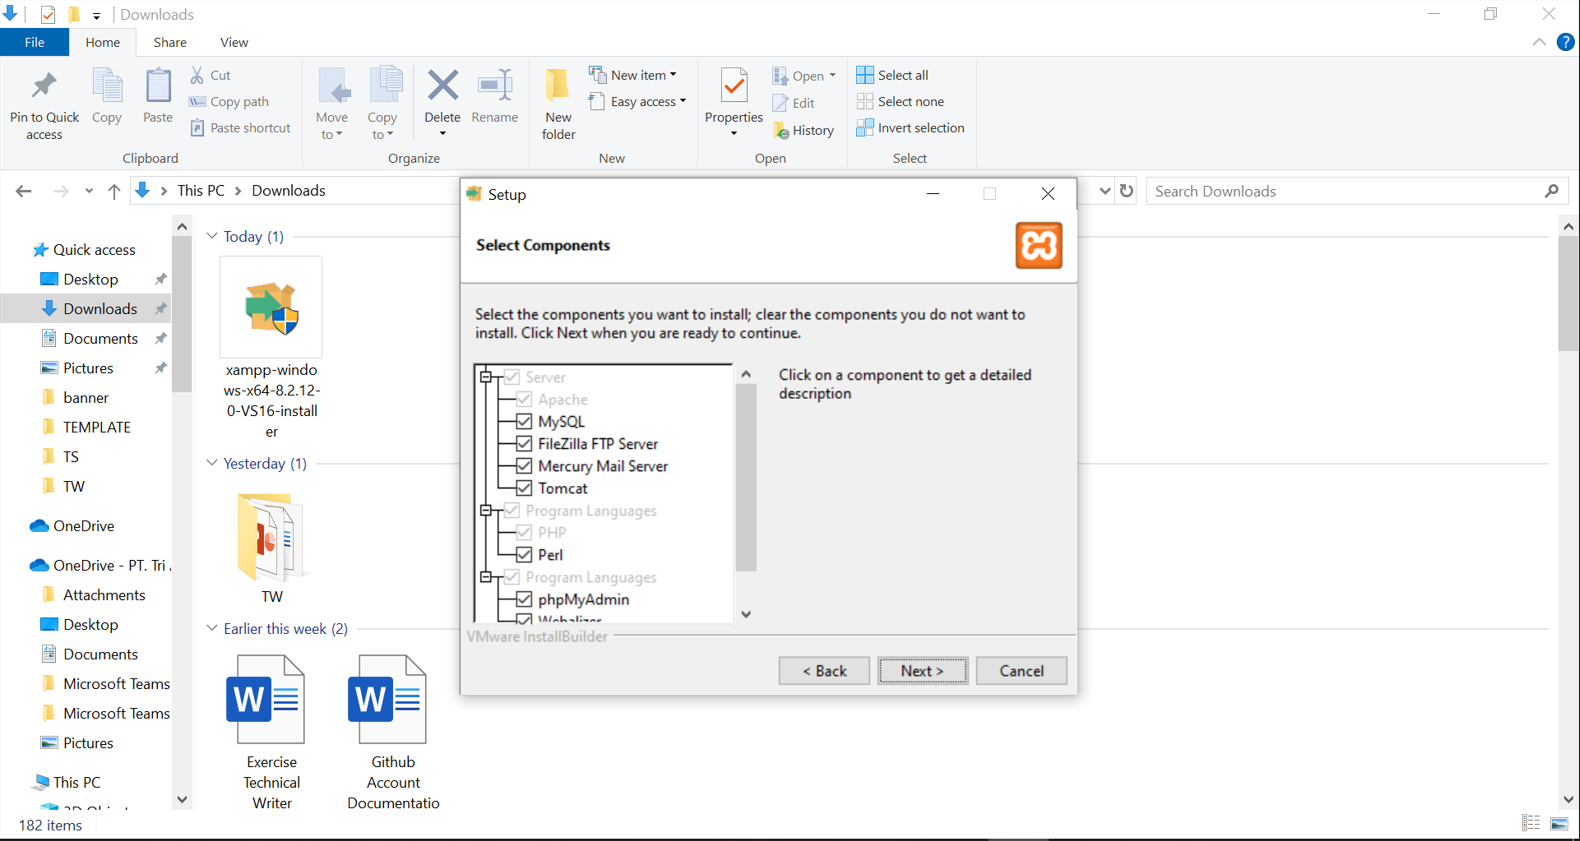 Downloads
File
Home
Share
View
Pin to Quick
access
Copy
Paste
Cut
Copy path
Paste shortcut
Clipboard
Move
to
Copy
to
Delete
Rename
Organize
New
folder
New item
Easy access
New
Properties
Open
Edit
History
Open
Select all
Select none
Invert selection
Select
This PC
Downloads
Search Downloads
Quick access
Desktop
Downloads
Documents
Pictures
banner
TEMPLATE
TS
TW
OneDrive
OneDrive - PT. Tri
Attachments
Desktop
Documents
Microsoft Teams
Microsoft Teams
Pictures
This PC
Today (1)
xampp-windo
ws-x64-8.2.12-
0-VS16-install
er
Yesterday (1)
TW
Earlier this week (2)
Exercise
Technical
Writer
Github
Account
Documentatio
Setup
Select Components
Select the components you want to install; clear the components you do not want to
install. Click Next when you are ready to continue.
Server
Apache
MySQL
FileZilla FTP Server
Mercury Mail Server
Tomcat
Program Languages
PHP
Perl
Program Languages
phpMyAdmin
Webalizer
Click on a component to get a detailed
description
VMware InstallBuilder
< Back
Next >
Cancel
182 items